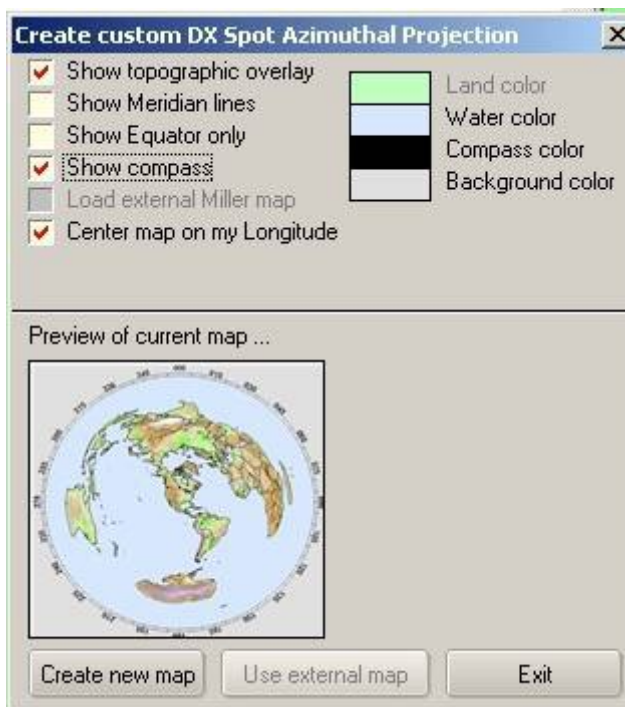 Create custom DX Spot Azimuthal Projection
Show topographic overlay
Show Meridian lines
Show Equator only
Show compass
Load external Miller map
Center map on my Longitude
Land color
Water color
Compass color
Background color
Preview of current map ...
Create new map
Use external map
Exit